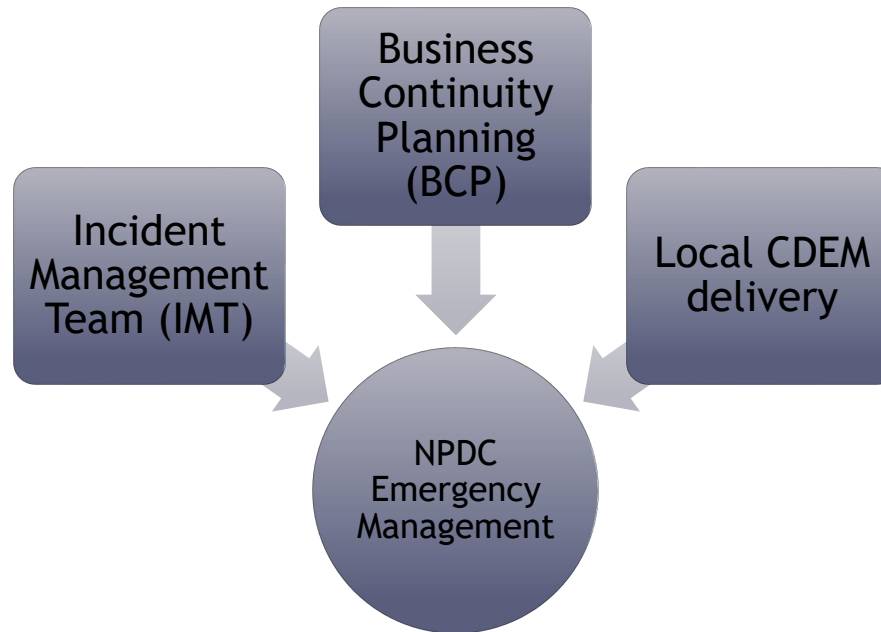 Business
Continuity
Planning
(BCP)
Incident
Management
Team (IMT)
Local CDEM
delivery
NPDC
Emergency
Management